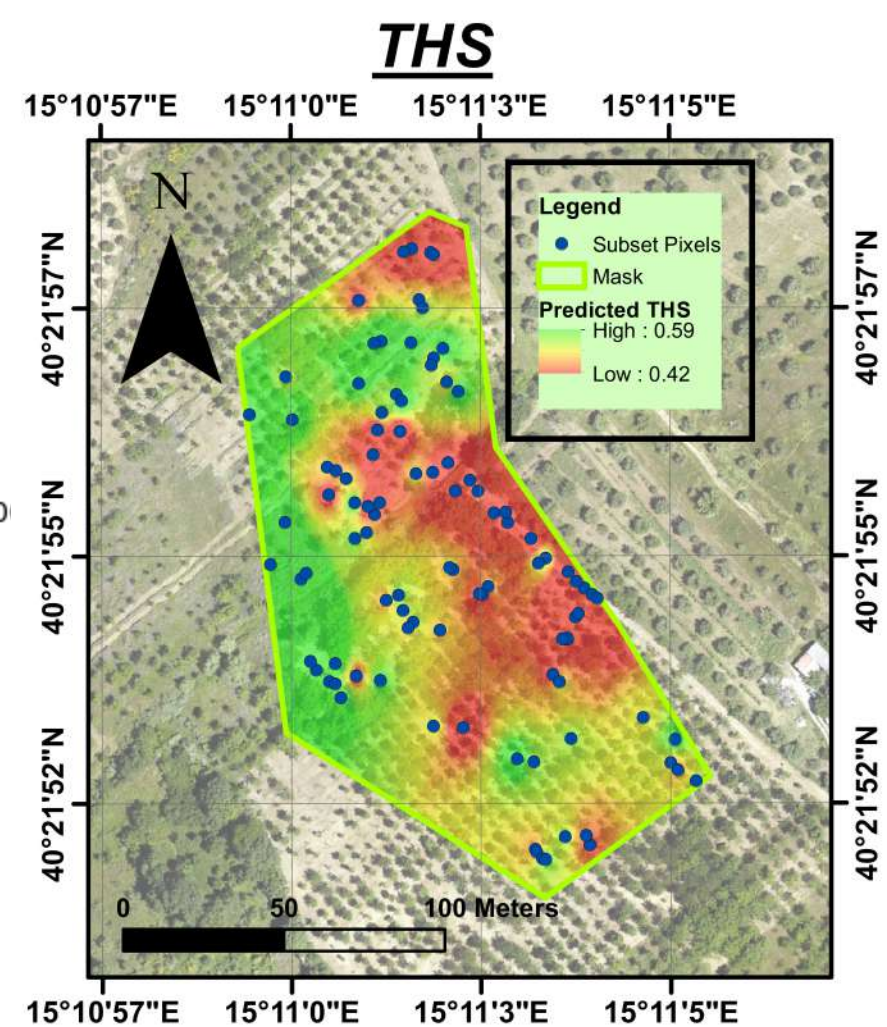 THS
15°10'57"E 15°11'0"E 15°11'3"E 15°11'5"E
N
Legend
Subset Pixels
Mask
Predicted THS
High : 0.59
Low : 0.42
40°21'57"N 40°21'57"N
40°21'55"N 40°21'55"N
40°21'52"N 40°21'52"N
0 50 100 Meters
15°10'57"E 15°11'0"E 15°11'3"E 15°11'5"E